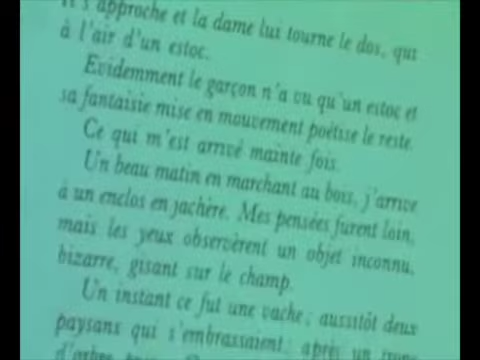 s'approche et la dame lui tourne le dos, qui
à l'air d'un estoc.
Evidemment le garçon n'a vu qu'un estoc et
sa fantaisie mise en mouvement poëtise le reste.
Ce qui m'est arrivé mainte fois.
Un beau matin en marchant au bois, j'arrive
à un enclos en jachère. Mes pensées furent loin,
mais les yeux observèrent un objet inconnu,
bizarre, gisant sur le champ.
Un instant ce fut une vache; aussitôt deux
paysans qui s'embrassaient; après un